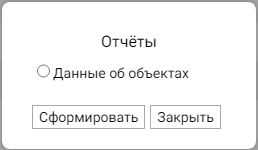 Отчёты
Данные об объектах
Сформировать Закрыть